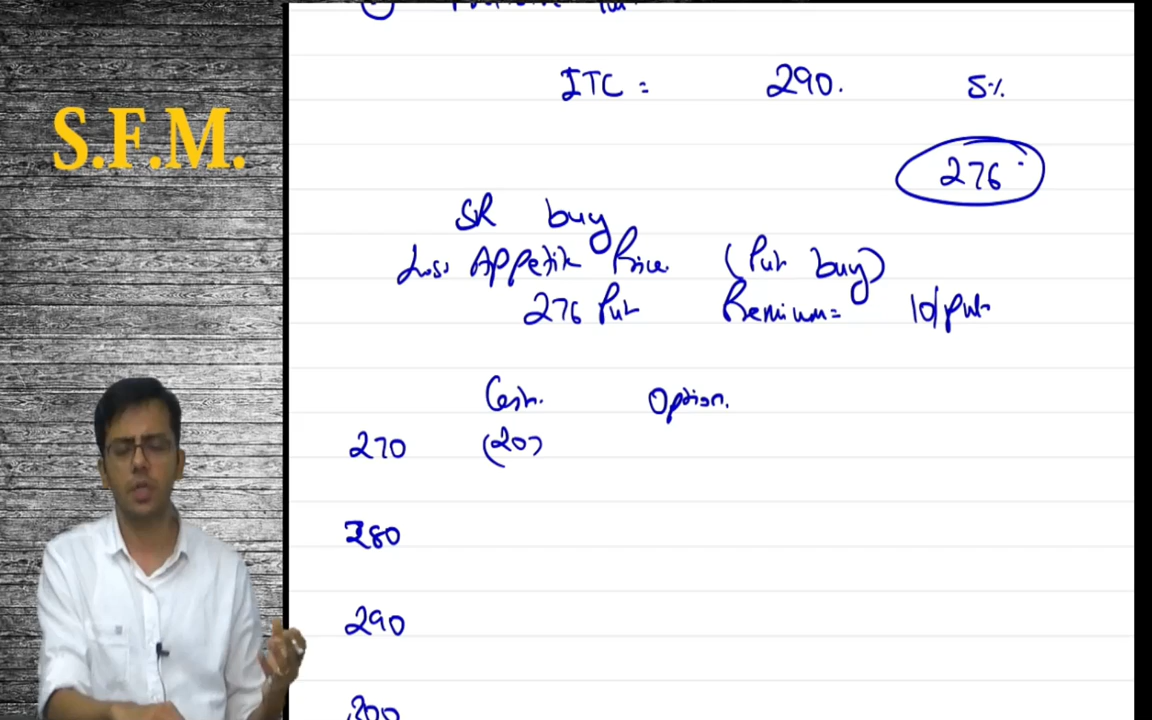 S.F.M.
ITC = 290. 5%
276
SR buy
Loss Appetite Price (Put buy)
276 Put Premium = 10/put
Cash. Option.
270 (20)
280
290
300